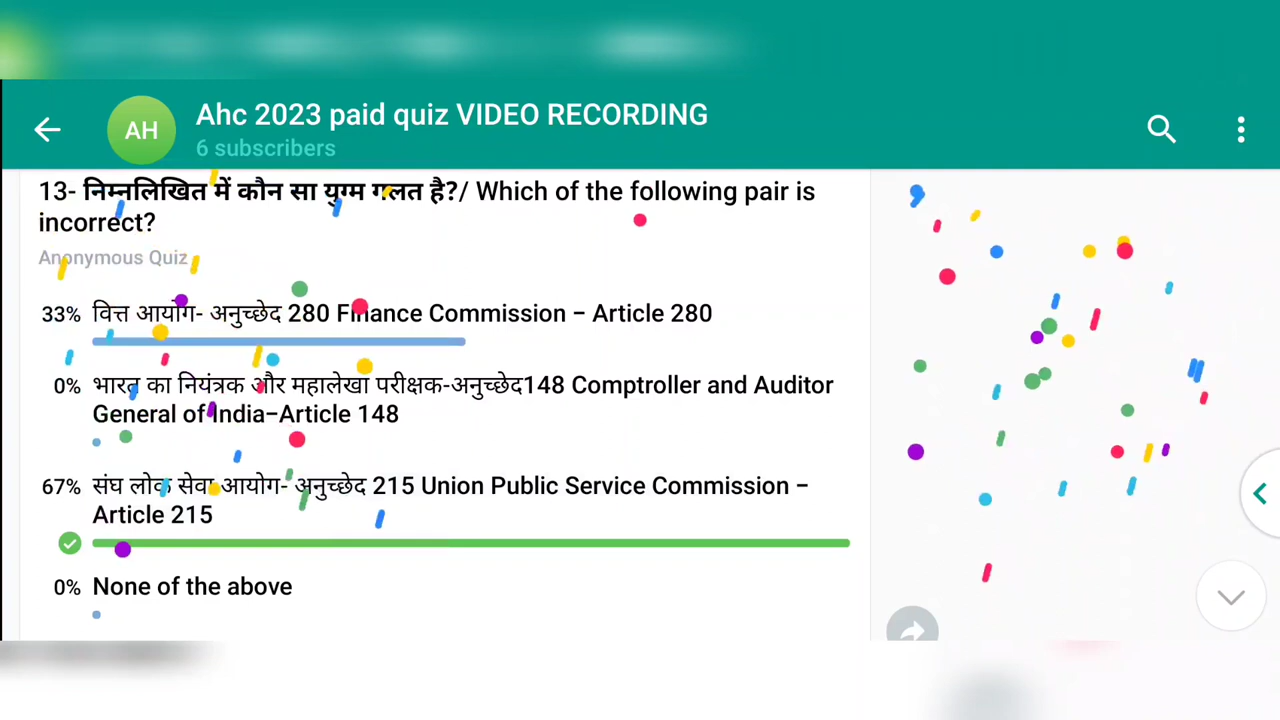 Ahc 2023 paid quiz VIDEO RECORDING
AH
6 subscribers
13- निम्नलिखित में कौन सा युग्म गलत है?/ Which of the following pair is
incorrect?
Anonymous Quiz
33% वित्त आयोग- अनुच्छेद 280 Finance Commission – Article 280
0% भारत का नियंत्रक और महालेखा परीक्षक-अनुच्छेद148 Comptroller and Auditor
General of India–Article 148
67% संघ लोक सेवा आयोग- अनुच्छेद 215 Union Public Service Commission –
Article 215
0% None of the above